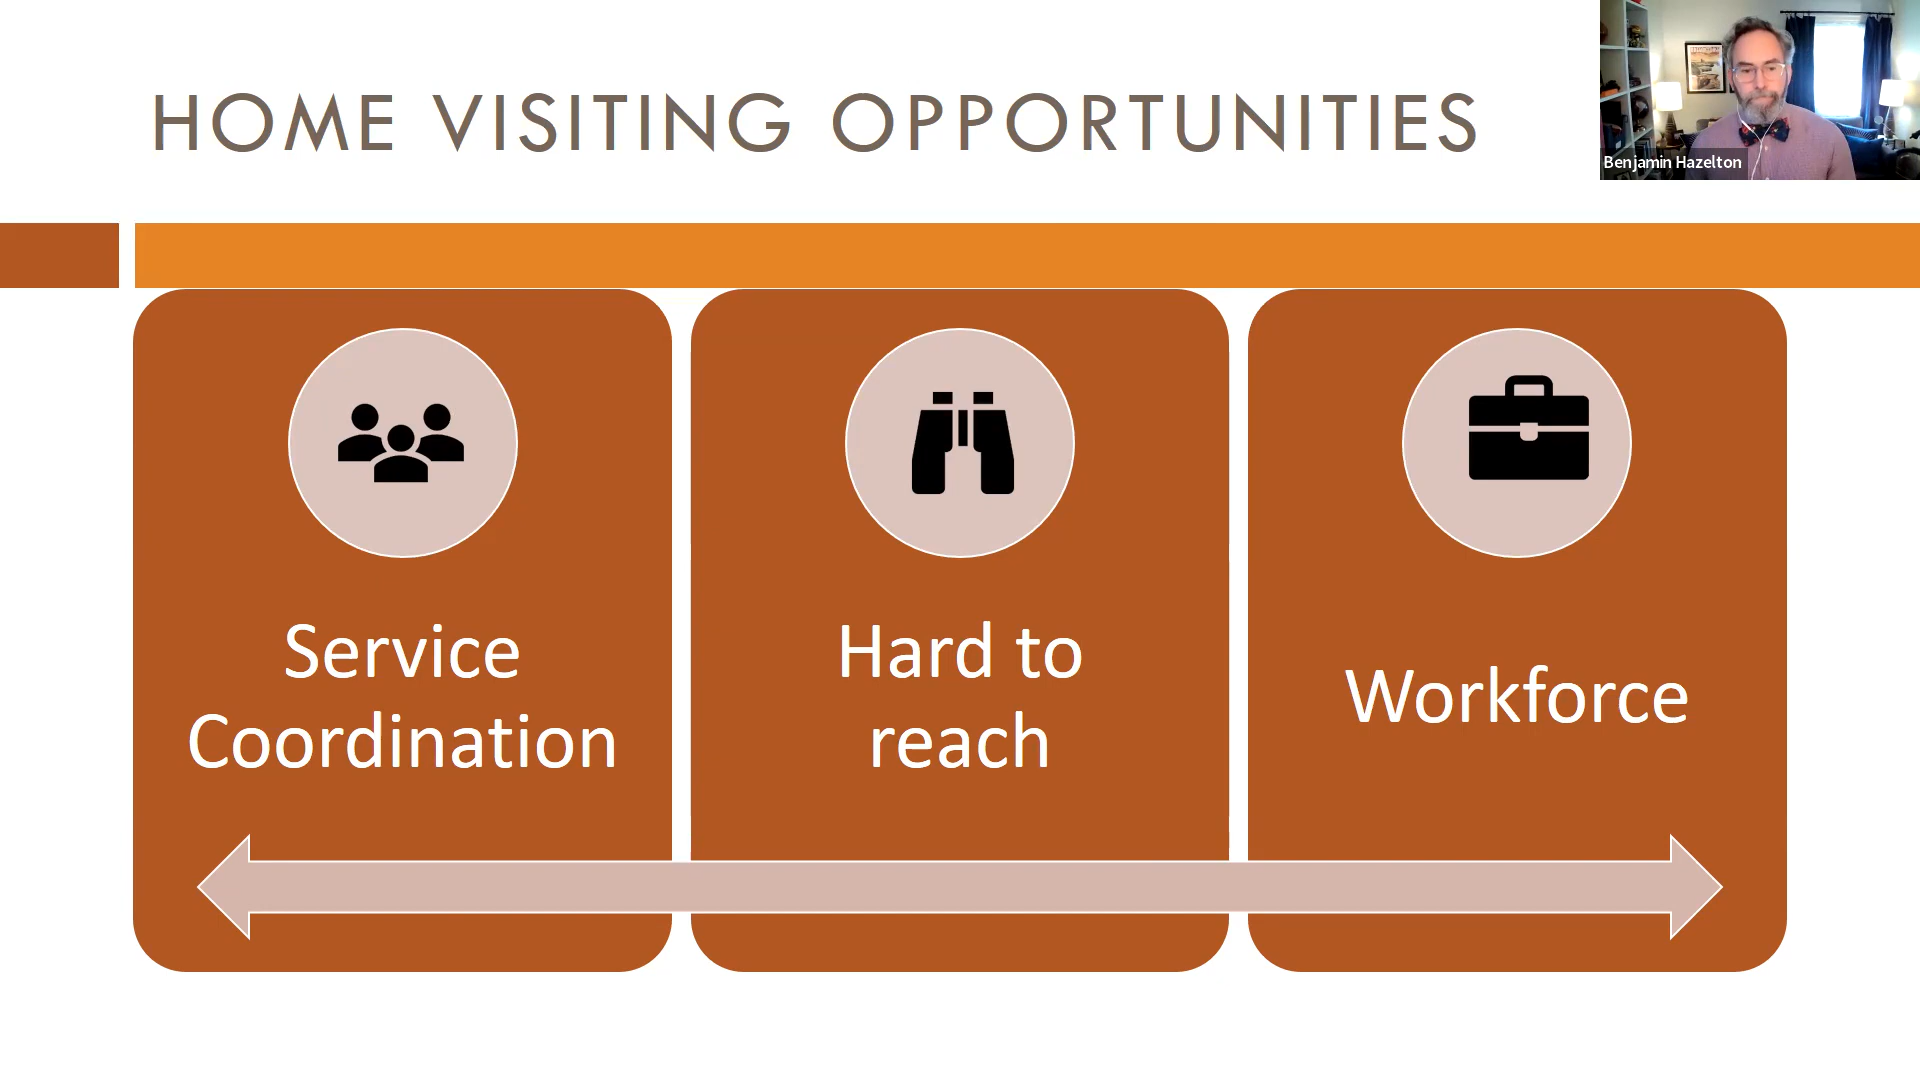 HOME VISITING OPPORTUNITIES
Benjamin Hazelton
Service
Coordination
Hard to
reach
Workforce